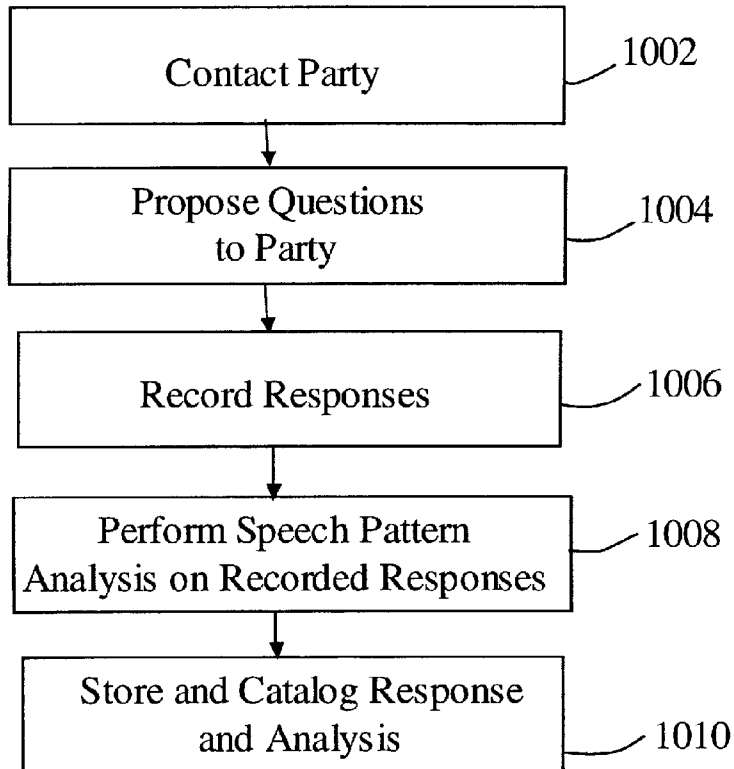 Contact Party
1002
Propose Questions
to Party
1004
Record Responses
1006
Perform Speech Pattern
Analysis on Recorded Responses
1008
Store and Catalog Response
and Analysis
1010